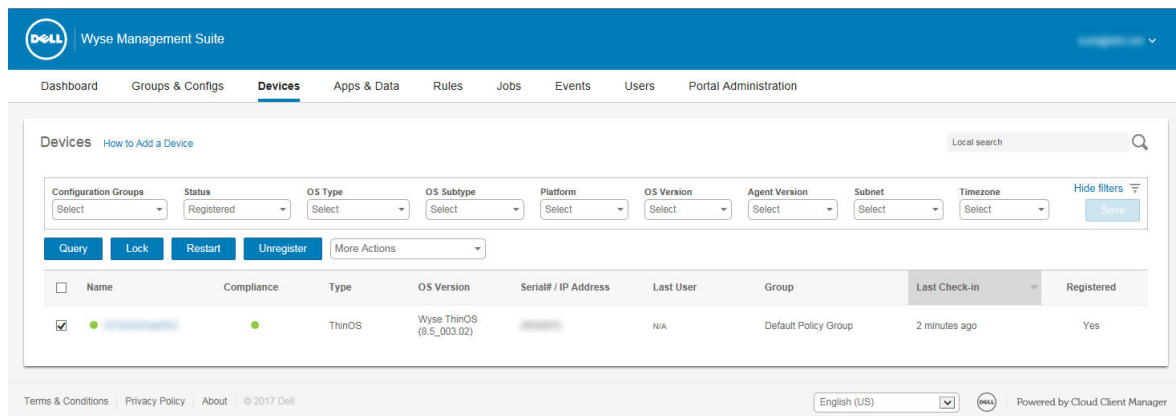 DELL Wyse Management Suite
Dashboard Groups & Configs Devices Apps & Data Rules Jobs Events Users Portal Administration
Devices How to Add a Device Local search
Configuration Groups Status OS Type OS Subtype Platform OS Version Agent Version Subnet Timezone Hide filters
Select Registered Select Select Select Select Select Select Select Save
Query Lock Restart Unregister More Actions
Name Compliance Type OS Version Serial# / IP Address Last User Group Last Check-in Registered
ThinOS Wyse ThinOS N/A Default Policy Group 2 minutes ago Yes
(8.5_003.02)
Terms & Conditions Privacy Policy About © 2017 Dell English (US) DELL Powered by Cloud Client Manager